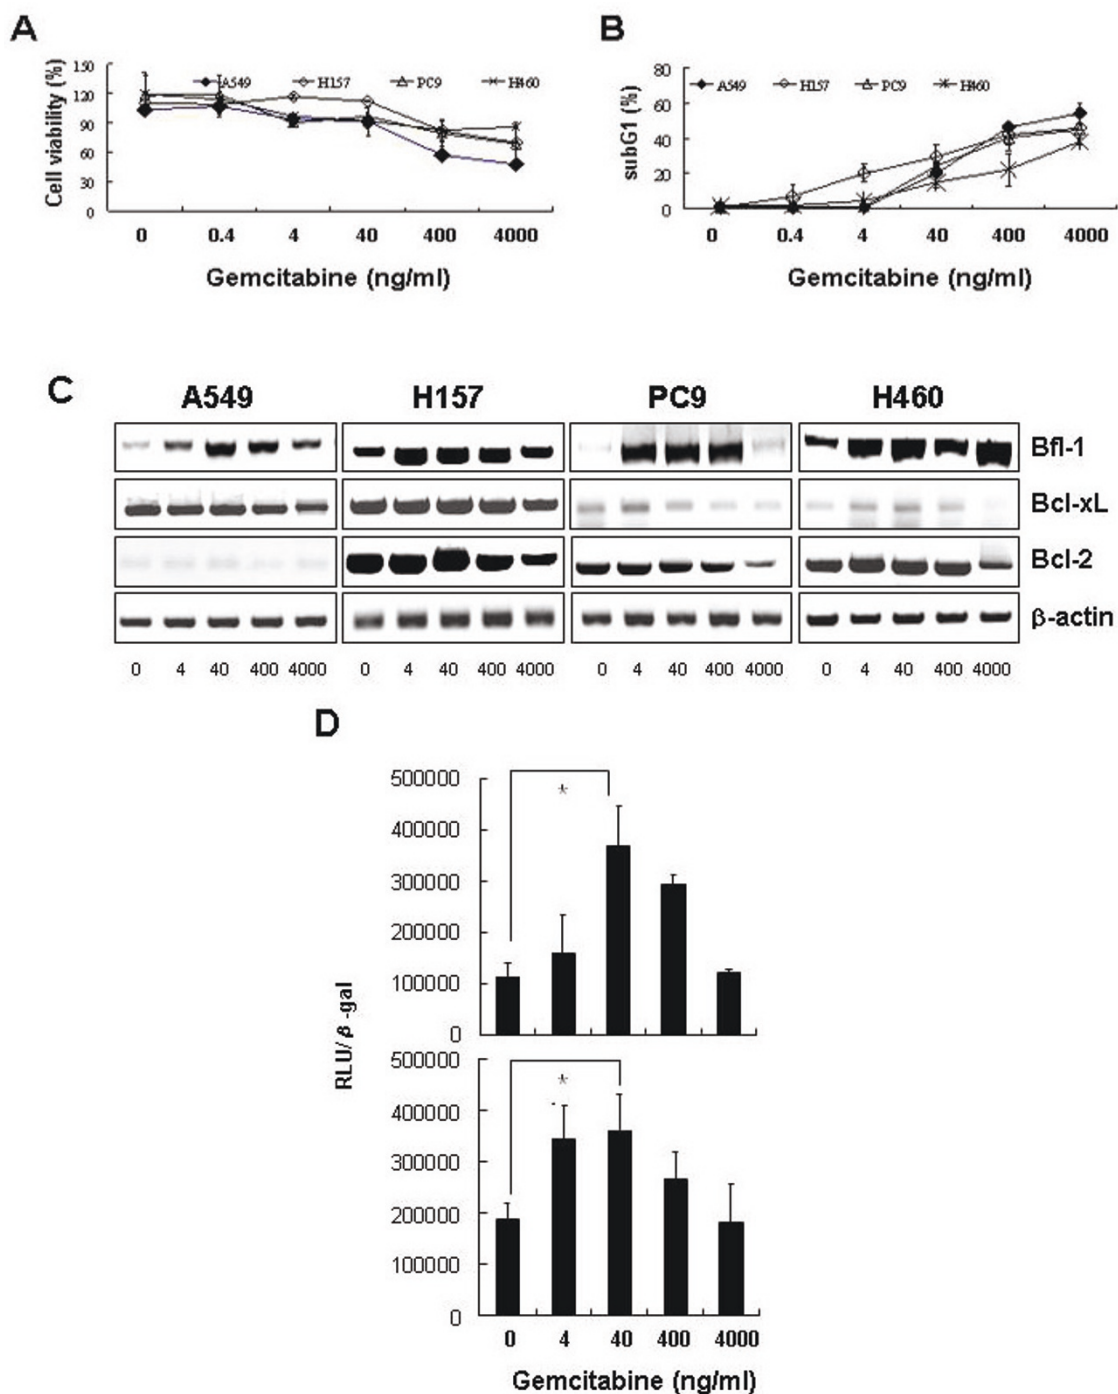 A
Cell viability (%)
150
120
90
60
30
0
A549 H157 PC9 H460
0 0.4 4 40 400 4000
Gemcitabine (ng/ml)
B
subG1 (%)
80
60
40
20
0
A549 H157 PC9 H460
0 0.4 4 40 400 4000
Gemcitabine (ng/ml)
C
A549 H157 PC9 H460
Bfl-1
Bcl-xL
Bcl-2
β-actin
0 4 40 400 4000 0 4 40 400 4000 0 4 40 400 4000 0 4 40 400 4000
D
RLU/β-gal
500000
400000
300000
200000
100000
0
*
500000
400000
300000
200000
100000
0
*
0 4 40 400 4000
Gemcitabine (ng/ml)